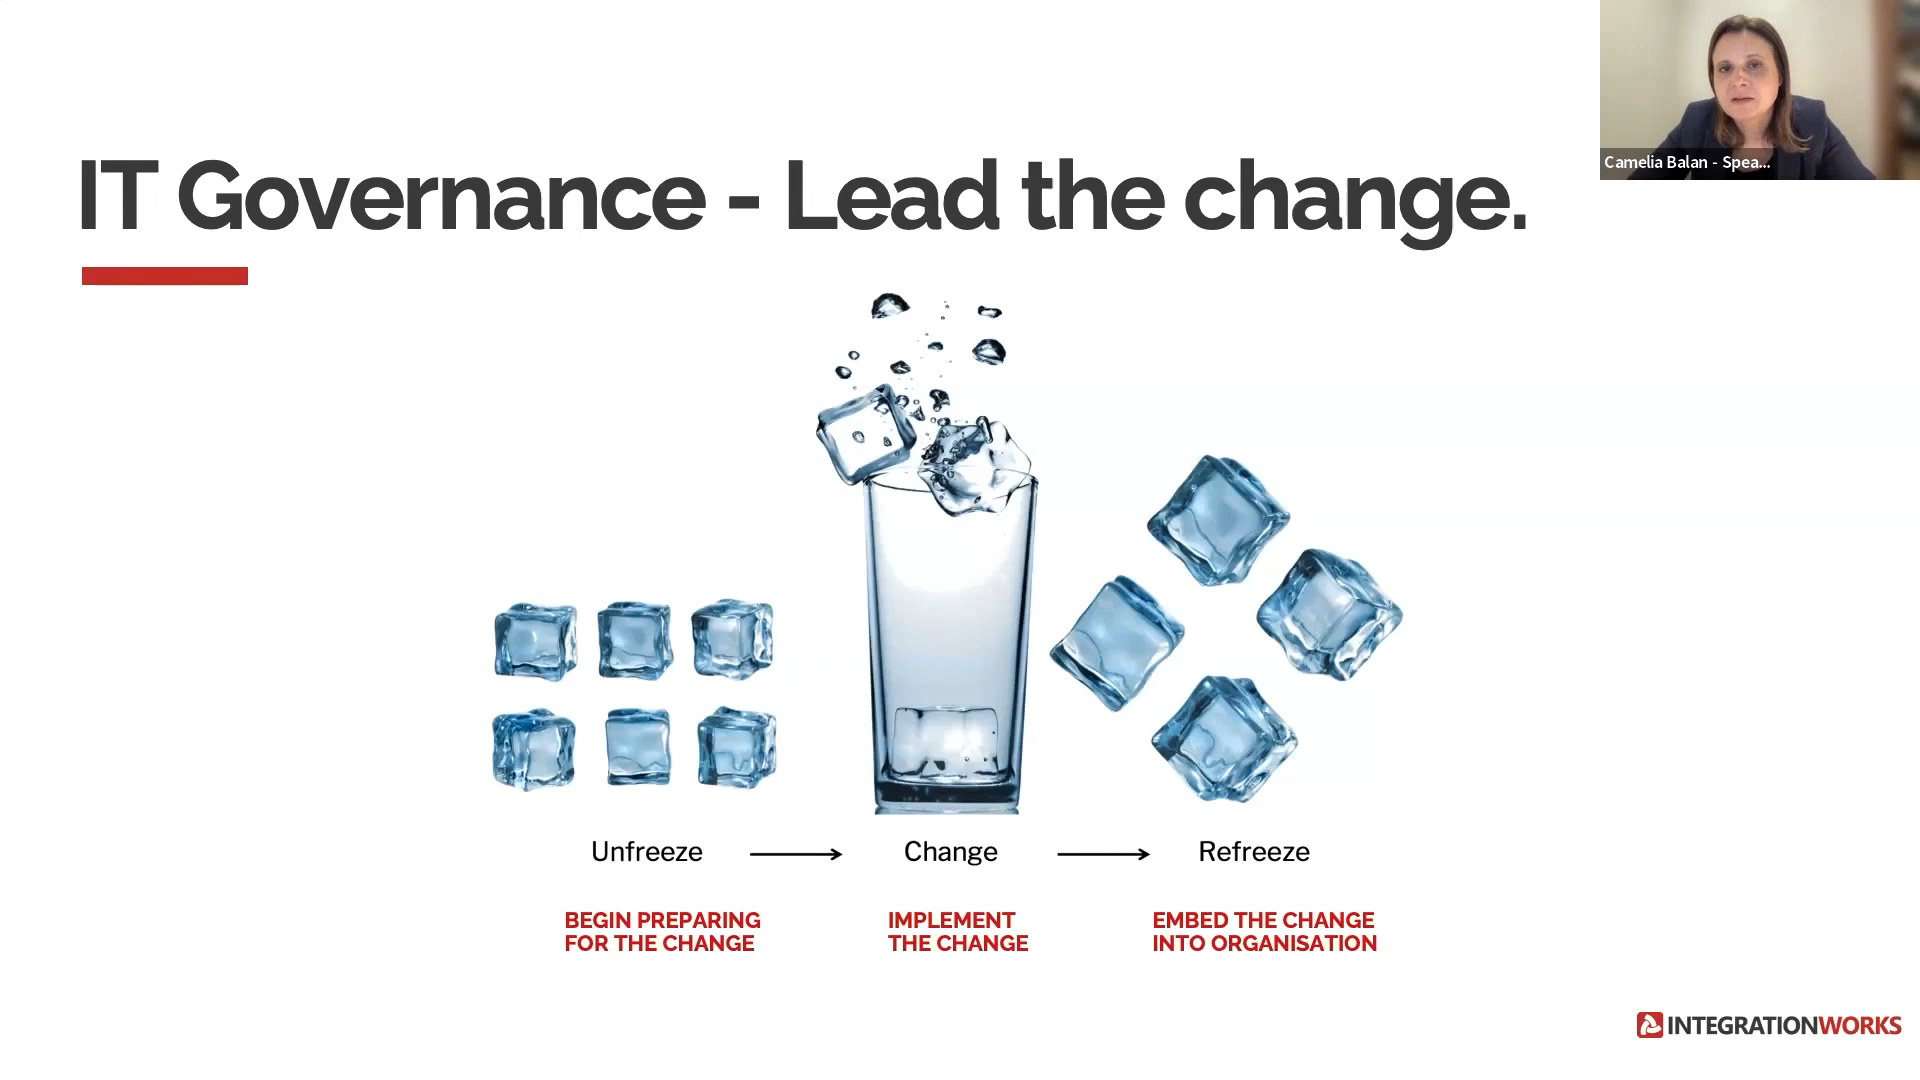 Camelia Balan - Spea...
IT Governance - Lead the change.
Unfreeze
Change
Refreeze
BEGIN PREPARING
FOR THE CHANGE
IMPLEMENT
THE CHANGE
EMBED THE CHANGE
INTO ORGANISATION
INTEGRATIONWORKS